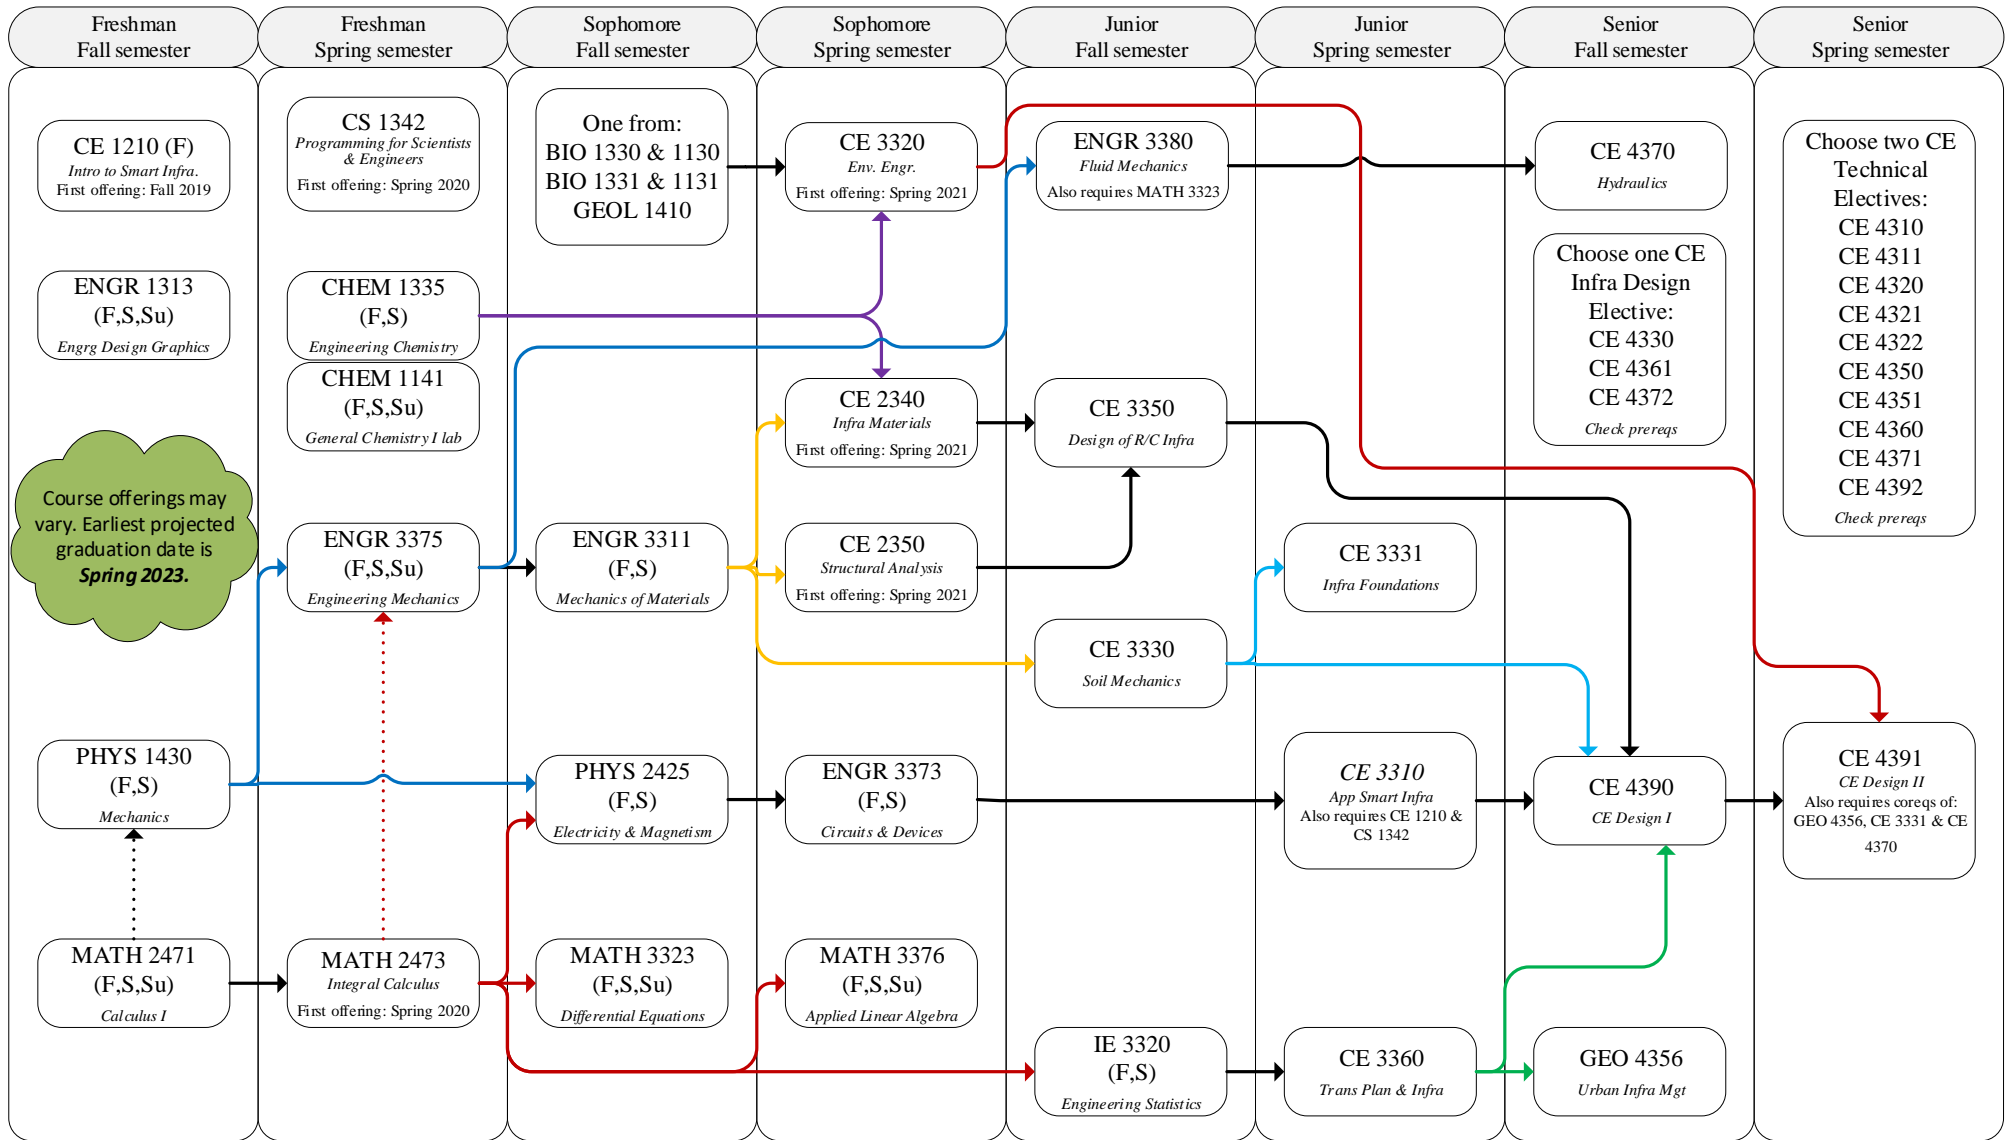 Freshman
Fall semester
Freshman
Spring semester
Sophomore
Fall semester
Sophomore
Spring semester
Junior
Fall semester
Junior
Spring semester
Senior
Fall semester
Senior
Spring semester
CE 1210 (F)
Intro to Smart Infra.
First offering: Fall 2019
ENGR 1313
(F,S,Su)
Engrg Design Graphics
Course offerings may
vary. Earliest projected
graduation date is
Spring 2023.
PHYS 1430
(F,S)
Mechanics
MATH 2471
(F,S,Su)
Calculus I
CS 1342
Programming for Scientists
& Engineers
First offering: Spring 2020
CHEM 1335
(F,S)
Engineering Chemistry
CHEM 1141
(F,S,Su)
General Chemistry I lab
ENGR 3375
(F,S,Su)
Engineering Mechanics
MATH 2473
Integral Calculus
First offering: Spring 2020
One from:
BIO 1330 & 1130
BIO 1331 & 1131
GEOL 1410
ENGR 3311
(F,S)
Mechanics of Materials
PHYS 2425
(F,S)
Electricity & Magnetism
MATH 3323
(F,S,Su)
Differential Equations
CE 3320
Env. Engr.
First offering: Spring 2021
CE 2340
Infra Materials
First offering: Spring 2021
CE 2350
Structural Analysis
First offering: Spring 2021
ENGR 3373
(F,S)
Circuits & Devices
MATH 3376
(F,S,Su)
Applied Linear Algebra
ENGR 3380
Fluid Mechanics
Also requires MATH 3323
CE 3350
Design of R/C Infra
CE 3330
Soil Mechanics
IE 3320
(F,S)
Engineering Statistics
CE 3331
Infra Foundations
CE 3310
App Smart Infra
Also requires CE 1210 &
CS 1342
CE 3360
Trans Plan & Infra
CE 4370
Hydraulics
Choose one CE
Infra Design
Elective:
CE 4330
CE 4361
CE 4372
Check prereqs
CE 4390
CE Design I
GEO 4356
Urban Infra Mgt
Choose two CE
Technical
Electives:
CE 4310
CE 4311
CE 4320
CE 4321
CE 4322
CE 4350
CE 4351
CE 4360
CE 4371
CE 4392
Check prereqs
CE 4391
CE Design II
Also requires coreqs of:
GEO 4356, CE 3331 & CE
4370